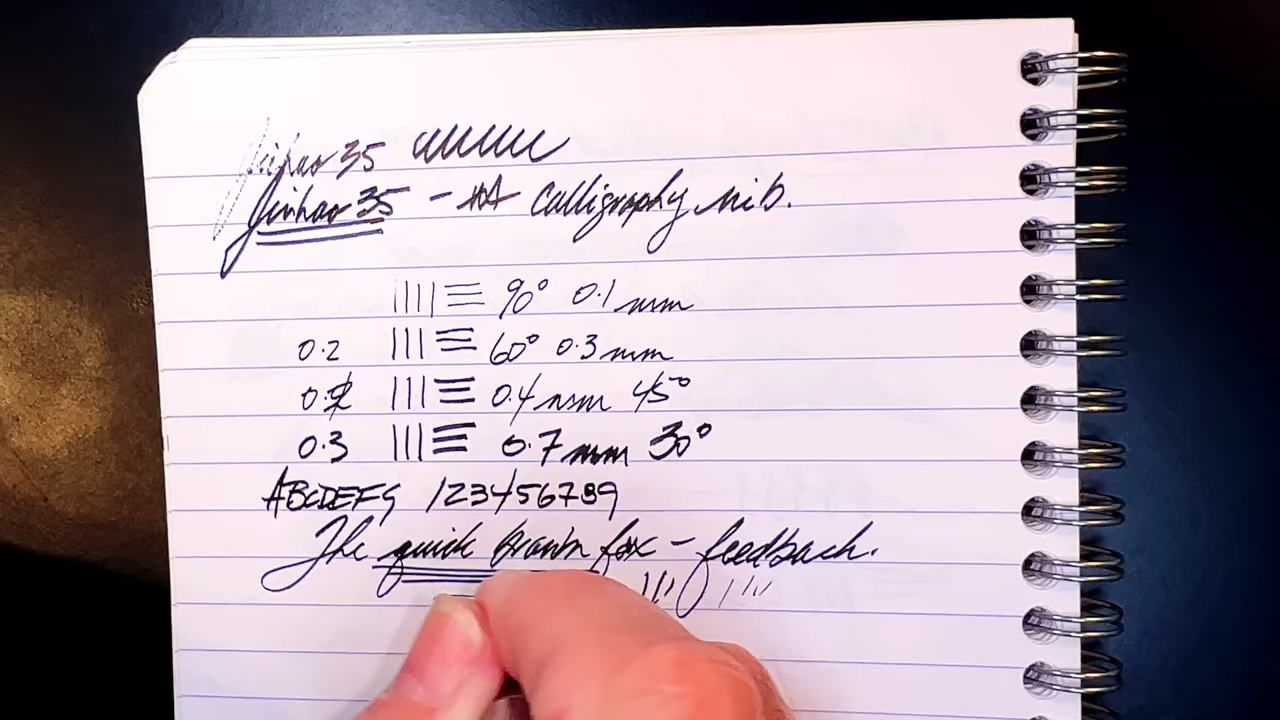 Jinhao 35
Jinhao 35 - Calligraphy nib.
90° 0.1 mm
0.2 60° 0.3 mm
0.4 mm 45°
0.3 0.7 mm 30°
ABCDEFG 123456789
The quick brown fox - feedback.